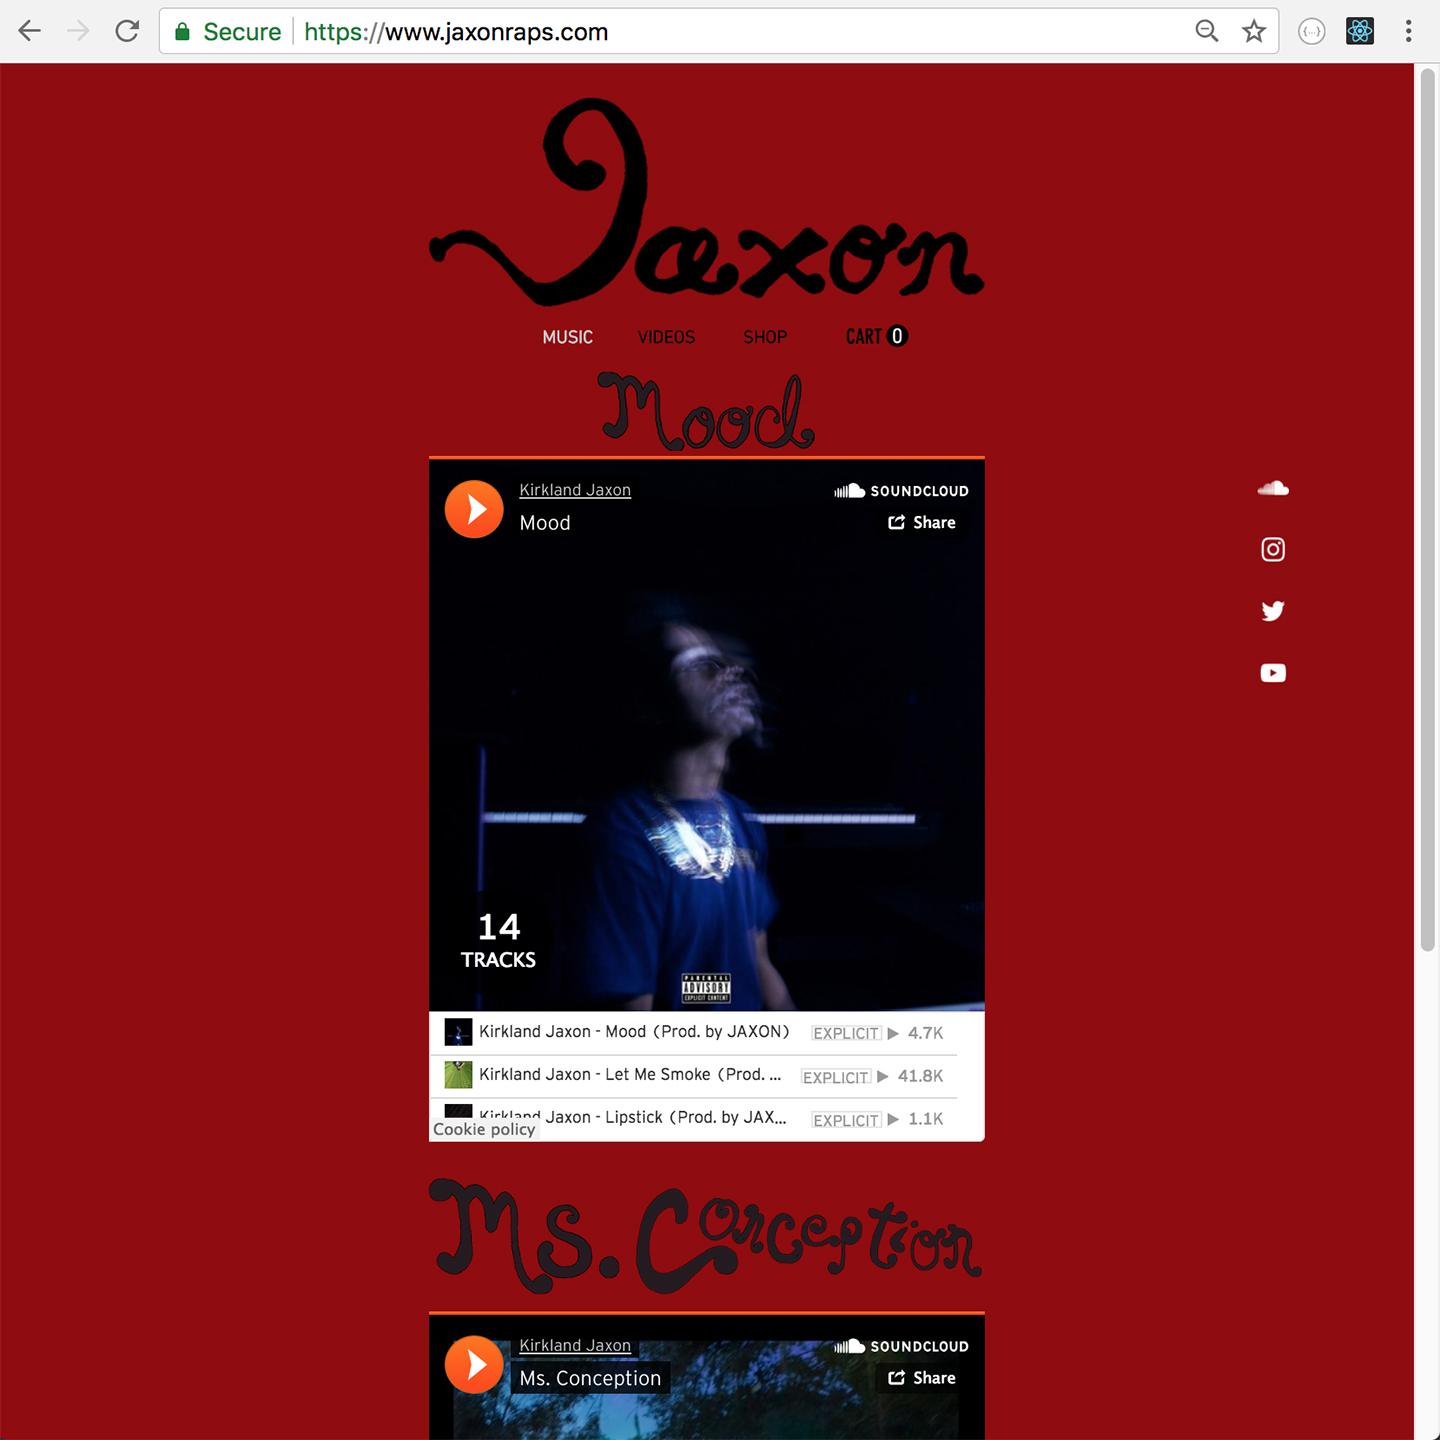 Secure https://www.jaxonraps.com
Jaxon
MUSIC VIDEOS SHOP CART 0
Mood
Kirkland Jaxon SOUNDCLOUD
Mood Share
14
TRACKS
PARENTAL
ADVISORY
EXPLICIT CONTENT
Kirkland Jaxon - Mood (Prod. by JAXON) EXPLICIT 4.7K
Kirkland Jaxon - Let Me Smoke (Prod. ... EXPLICIT 41.8K
Kirkland Jaxon - Lipstick (Prod. by JAX... EXPLICIT 1.1K
Cookie policy
Ms. Conception
Kirkland Jaxon SOUNDCLOUD
Ms. Conception Share